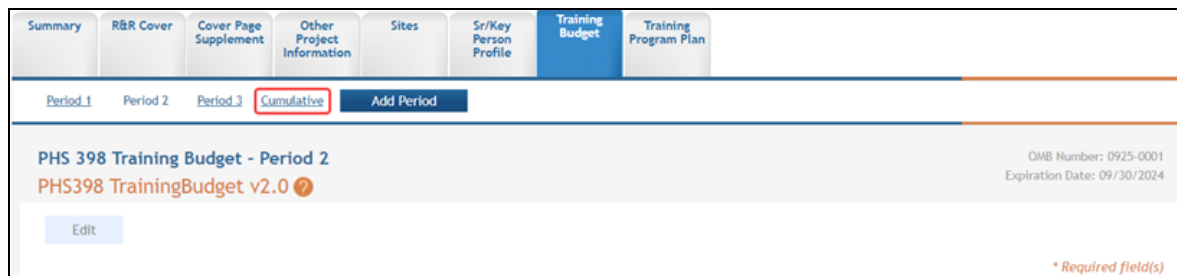 Summary
R&R Cover
Cover Page
Supplement
Other
Project
Information
Sites
Sr/Key
Person
Profile
Training
Budget
Training
Program Plan
Period 1 Period 2 Period 3 Cumulative Add Period
PHS 398 Training Budget - Period 2
OMB Number: 0925-0001
PHS398 TrainingBudget v2.0 ?
Expiration Date: 09/30/2024
Edit
* Required field(s)